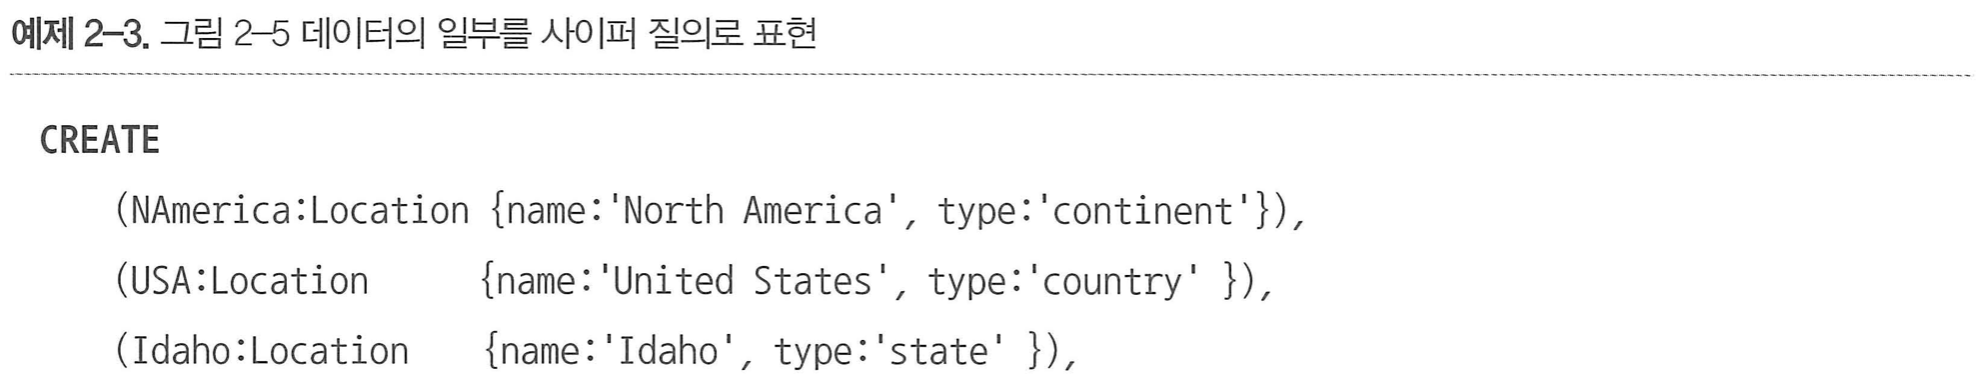 예제 2-3. 그림 2-5 데이터의 일부를 사이퍼 질의로 표현
CREATE
(NAmerica:Location {name:'North America', type:'continent'}),
(USA:Location {name:'United States', type:'country' }),
(Idaho:Location {name:'Idaho', type:'state' }),